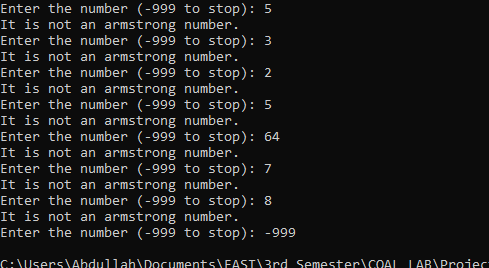 Enter the number (-999 to stop): 5
It is not an armstrong number.
Enter the number (-999 to stop): 3
It is not an armstrong number.
Enter the number (-999 to stop): 2
It is not an armstrong number.
Enter the number (-999 to stop): 5
It is not an armstrong number.
Enter the number (-999 to stop): 64
It is not an armstrong number.
Enter the number (-999 to stop): 7
It is not an armstrong number.
Enter the number (-999 to stop): 8
It is not an armstrong number.
Enter the number (-999 to stop): -999
C:\Users\Abdullah\Documents\FAST\3rd Semester\COAL LAB\Projec